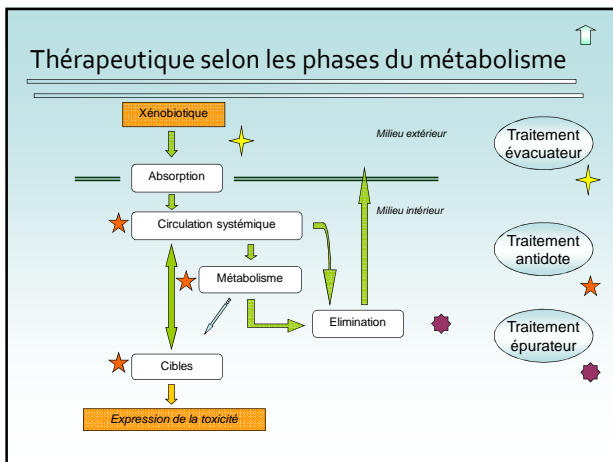 Thérapeutique selon les phases du métabolisme
Xénobiotique
Milieu extérieur
Traitement
évacuateur
Absorption
Milieu intérieur
Circulation systémique
Traitement
antidote
Métabolisme
Elimination
Traitement
épurateur
Cibles
Expression de la toxicité